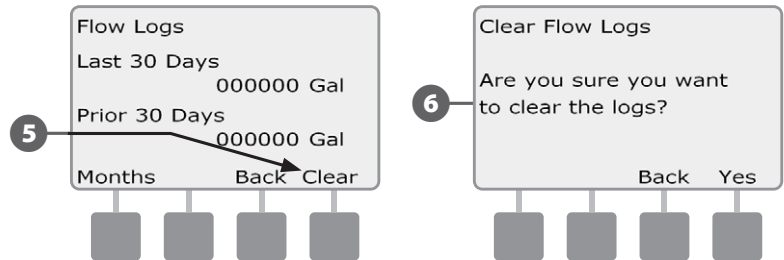 Flow Logs
Last 30 Days
000000 Gal
Prior 30 Days
000000 Gal
Months Back Clear
5
Clear Flow Logs
Are you sure you want
to clear the logs?
Back Yes
6